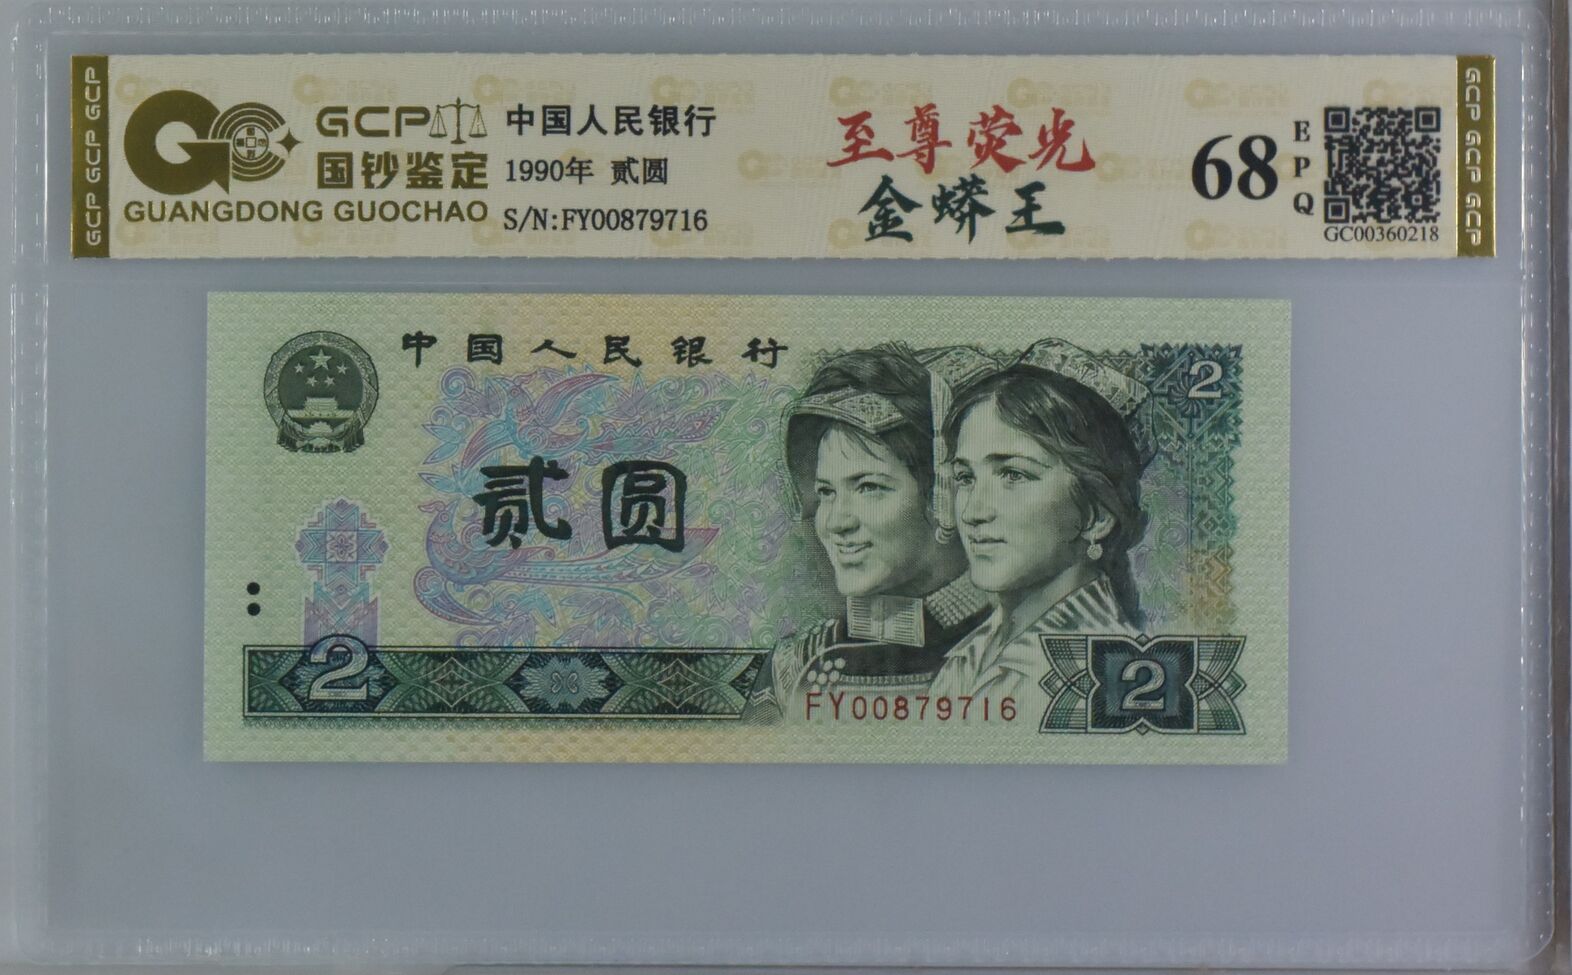 GCP GCP GCP
GCP
国钞鉴定
GUANGDONG GUOCHAO
中国人民银行
1990年 贰圆
S/N:FY00879716
至尊荧光
金蟒王
68
EPQ
GC00360218
GCP GCP GCP
中国人民银行
2
贰圆
2
FY00879716
2